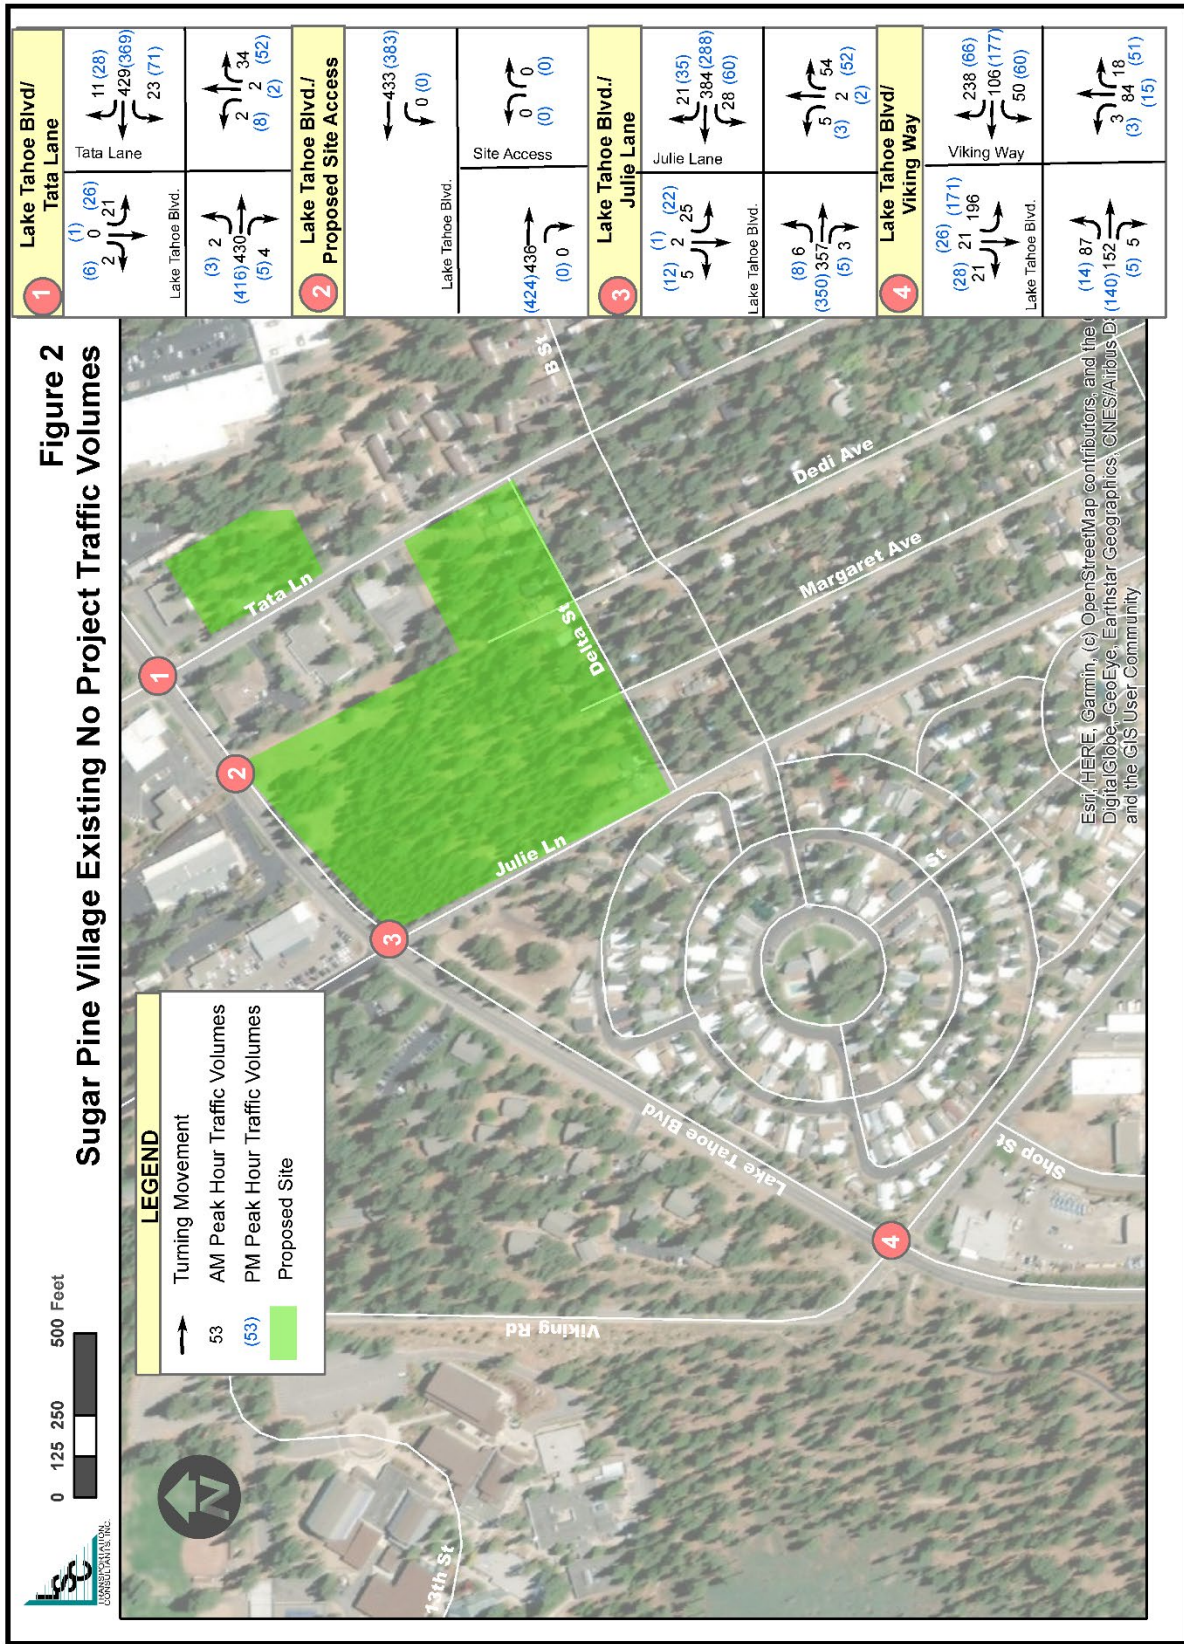 LSC
TRANSPORTATION
CONSULTANTS, INC.
0 125 250 500 Feet
Figure 2
Sugar Pine Village Existing No Project Traffic Volumes
LEGEND
Turning Movement
53 AM Peak Hour Traffic Volumes
(53) PM Peak Hour Traffic Volumes
Proposed Site
N
13th St
Viking Rd
Lake Tahoe Blvd
Shop St
St
Julie Ln
Tata Ln
Delta St
B St
Dedi Ave
Margaret Ave
1
2
3
4
Esri, HERE, Garmin, (c) OpenStreetMap contributors, and the
DigitalGlobe, GeoEye, Earthstar Geographics, CNES/Airbus
and the GIS User Community
1 Lake Tahoe Blvd/
Tata Lane
(6) (1) (26)
2 0 21
Tata Lane
11 (28)
429 (369)
23 (71)
Lake Tahoe Blvd.
(3) 2
(416) 430
(5) 4
2 2 34
(8) (2) (52)
2 Lake Tahoe Blvd./
Proposed Site Access
433 (383)
0 (0)
Lake Tahoe Blvd.
(424) 436
(0) 0
Site Access
0 0
(0) (0)
3 Lake Tahoe Blvd./
Julie Lane
(12) (1) (22)
5 2 25
Julie Lane
21 (35)
384 (288)
28 (60)
Lake Tahoe Blvd.
(8) 6
(350) 357
(5) 3
5 2 54
(3) (2) (52)
4 Lake Tahoe Blvd/
Viking Way
(28) (26) (171)
21 21 196
Viking Way
238 (66)
106 (177)
50 (60)
Lake Tahoe Blvd.
(14) 87
(140) 152
(5) 5
3 84 18
(3) (15) (51)